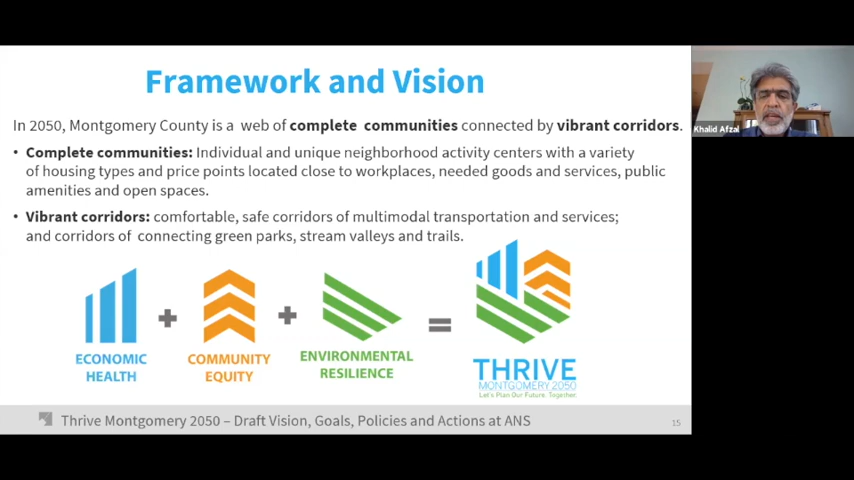 Framework and Vision
In 2050, Montgomery County is a web of complete communities connected by vibrant corridors.
• Complete communities: Individual and unique neighborhood activity centers with a variety
of housing types and price points located close to workplaces, needed goods and services, public
amenities and open spaces.
• Vibrant corridors: comfortable, safe corridors of multimodal transportation and services;
and corridors of connecting green parks, stream valleys and trails.
ECONOMIC
HEALTH
+
COMMUNITY
EQUITY
+
ENVIRONMENTAL
RESILIENCE
=
THRIVE
MONTGOMERY 2050
Let's Plan Our Future. Together.
Thrive Montgomery 2050 – Draft Vision, Goals, Policies and Actions at ANS
15
Khalid Afzal